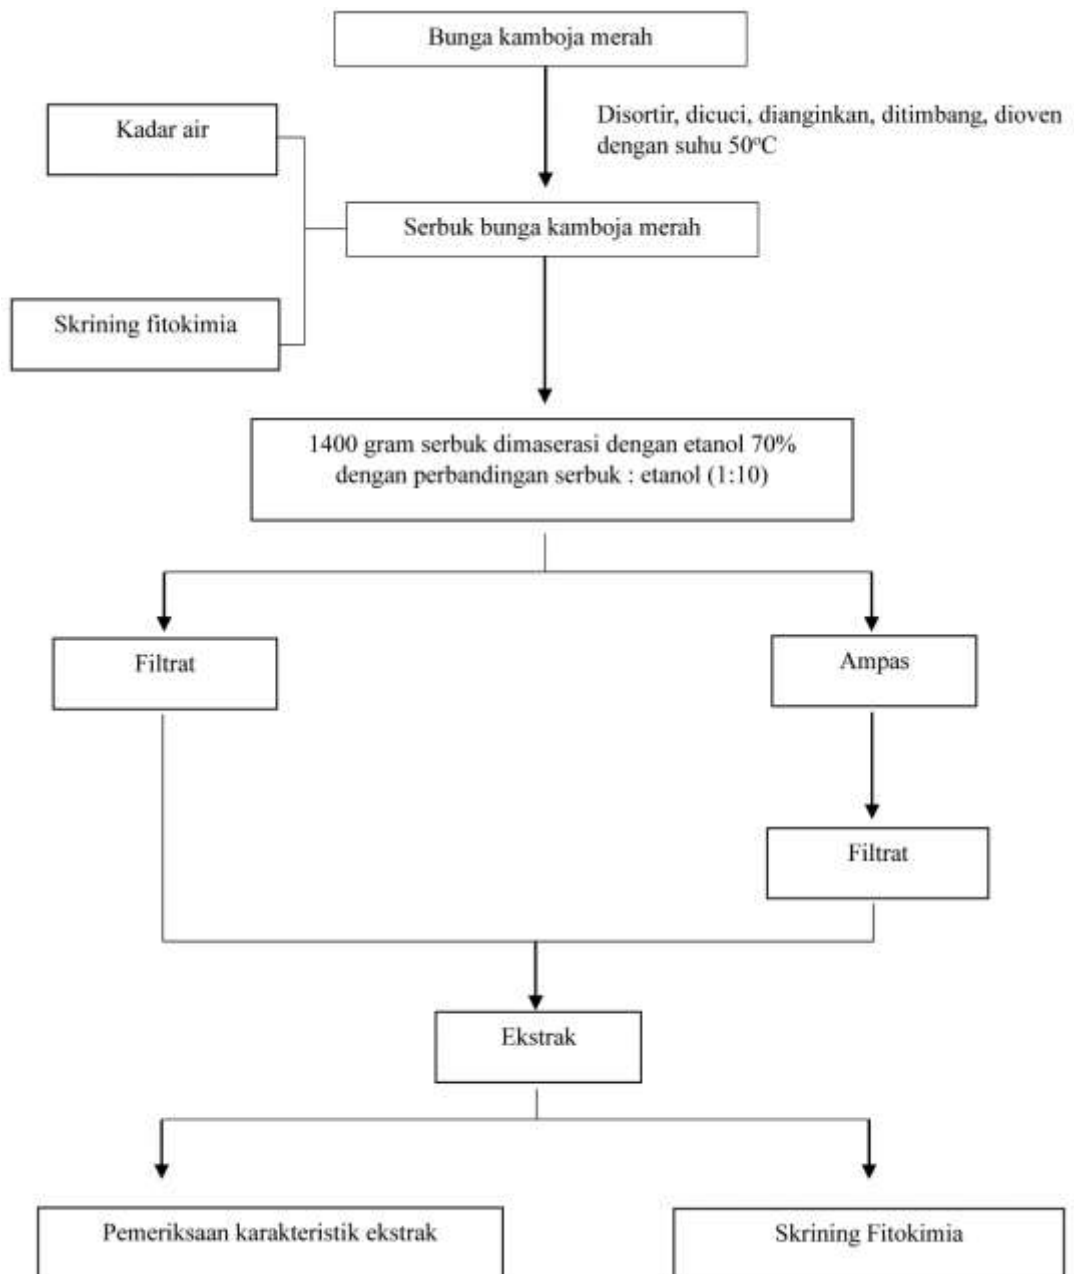 Bunga kamboja merah
Disortir, dicuci, dianginkan, ditimbang, dioven
dengan suhu 50°C
Kadar air
Serbuk bunga kamboja merah
Skrining fitokimia
1400 gram serbuk dimaserasi dengan etanol 70%
dengan perbandingan serbuk : etanol (1:10)
Filtrat
Ampas
Filtrat
Ekstrak
Pemeriksaan karakteristik ekstrak
Skrining Fitokimia